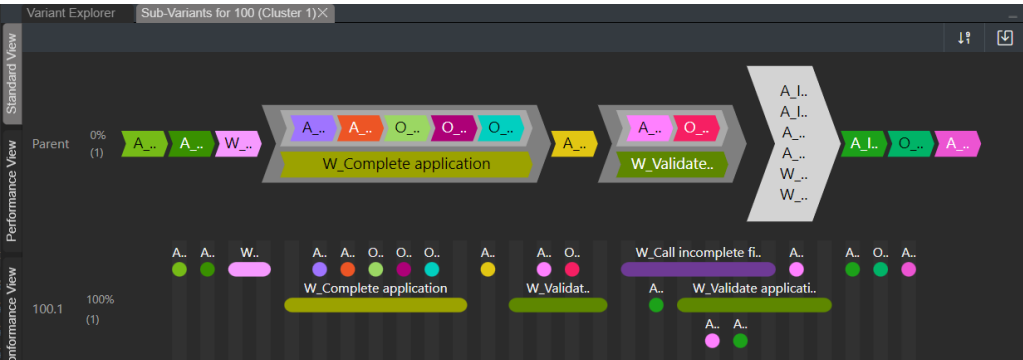 Variant Explorer
Sub-Variants for 100 (Cluster 1)
Standard View
Performance View
onformance View
Parent
0%
(1)
A_..
A_..
W_..
A_.. A_.. O_.. O_.. O_..
W_Complete application
A_..
A_.. O_..
W_Validate..
A_I..
A_I..
A_..
A_..
W_..
W_..
A_I..
O_..
A_..
100.1
100%
(1)
A.. A.. W.. A.. A.. O.. O.. O.. A.. A.. O.. W_Call incomplete fi.. A.. A.. O.. A..
W_Complete application W_Validat.. A.. W_Validate applicati..
A.. A..